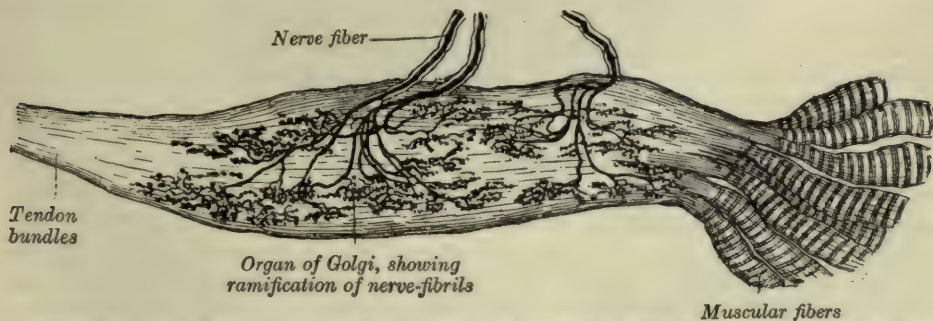 Nerve fiber
Tendon
bundles
Organ of Golgi, showing
ramification of nerve-fibrils
Muscular fibers